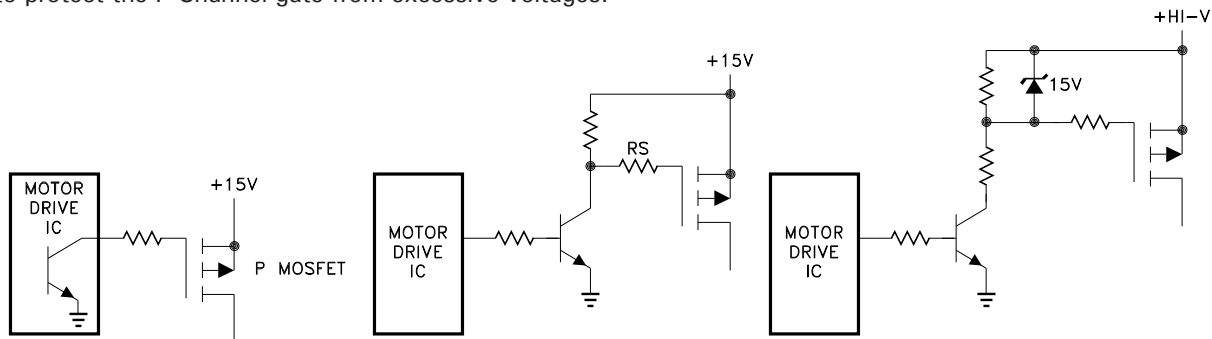 to protect the P-Channel gate from excessive voltages.
+HI-V
+15V
15V
RS
MOTOR
DRIVE
IC
+15V
P MOSFET
MOTOR
DRIVE
IC
MOTOR
DRIVE
IC